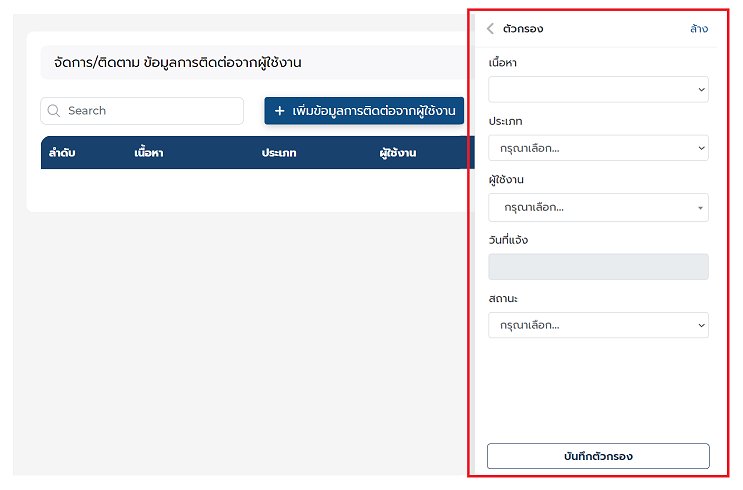 จัดการ/ติดตาม ข้อมูลการติดต่อจากผู้ใช้งาน
Search
+ เพิ่มข้อมูลการติดต่อจากผู้ใช้งาน
ลำดับ เนื้อหา ประเภท ผู้ใช้งาน
ตัวกรอง ล้าง
เนื้อหา
ประเภท
กรุณาเลือก...
ผู้ใช้งาน
กรุณาเลือก...
วันที่แจ้ง
สถานะ
กรุณาเลือก...
บันทึกตัวกรอง